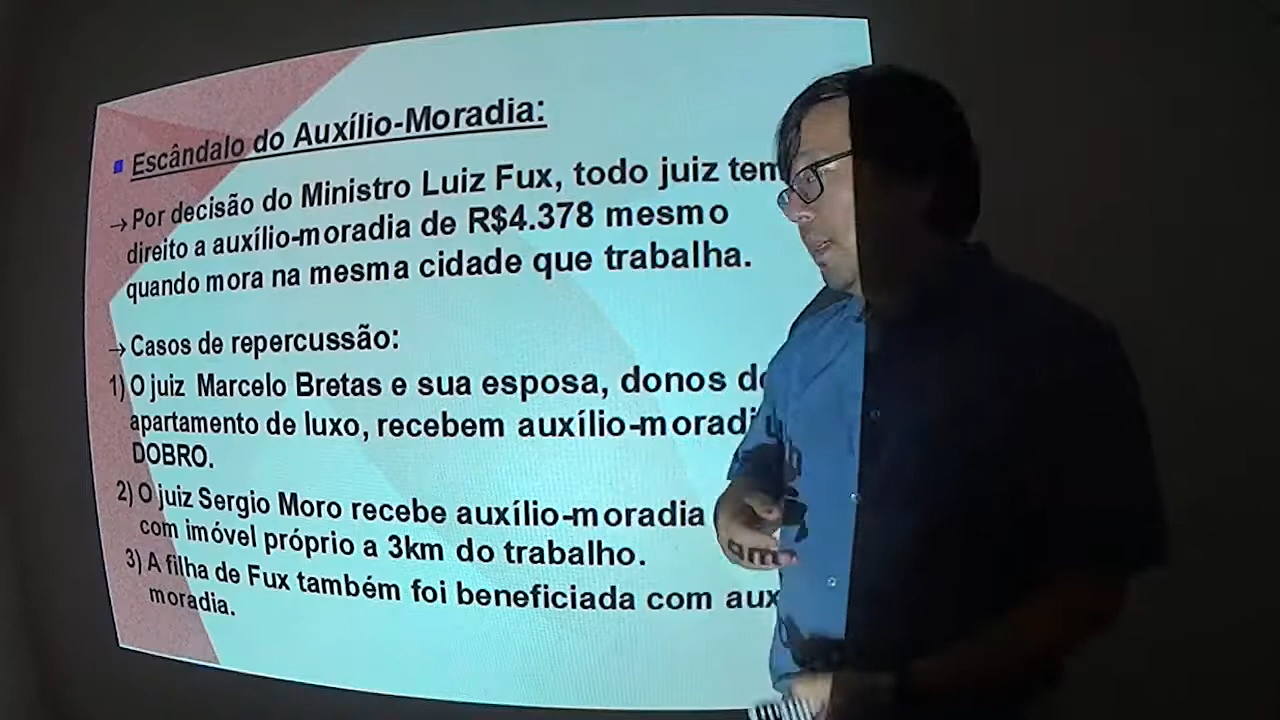 Escândalo do Auxílio-Moradia:
→ Por decisão do Ministro Luiz Fux, todo juiz tem
direito a auxílio-moradia de R$4.378 mesmo
quando mora na mesma cidade que trabalha.
→ Casos de repercussão:
1) O juiz Marcelo Bretas e sua esposa, donos
apartamento de luxo, recebem
DOBRO.
2) O juiz Sergio Moro recebe auxílio-moradia
com imóvel próprio a 3km do trabalho.
3) A filha de Fux também foi beneficiada com
moradia.